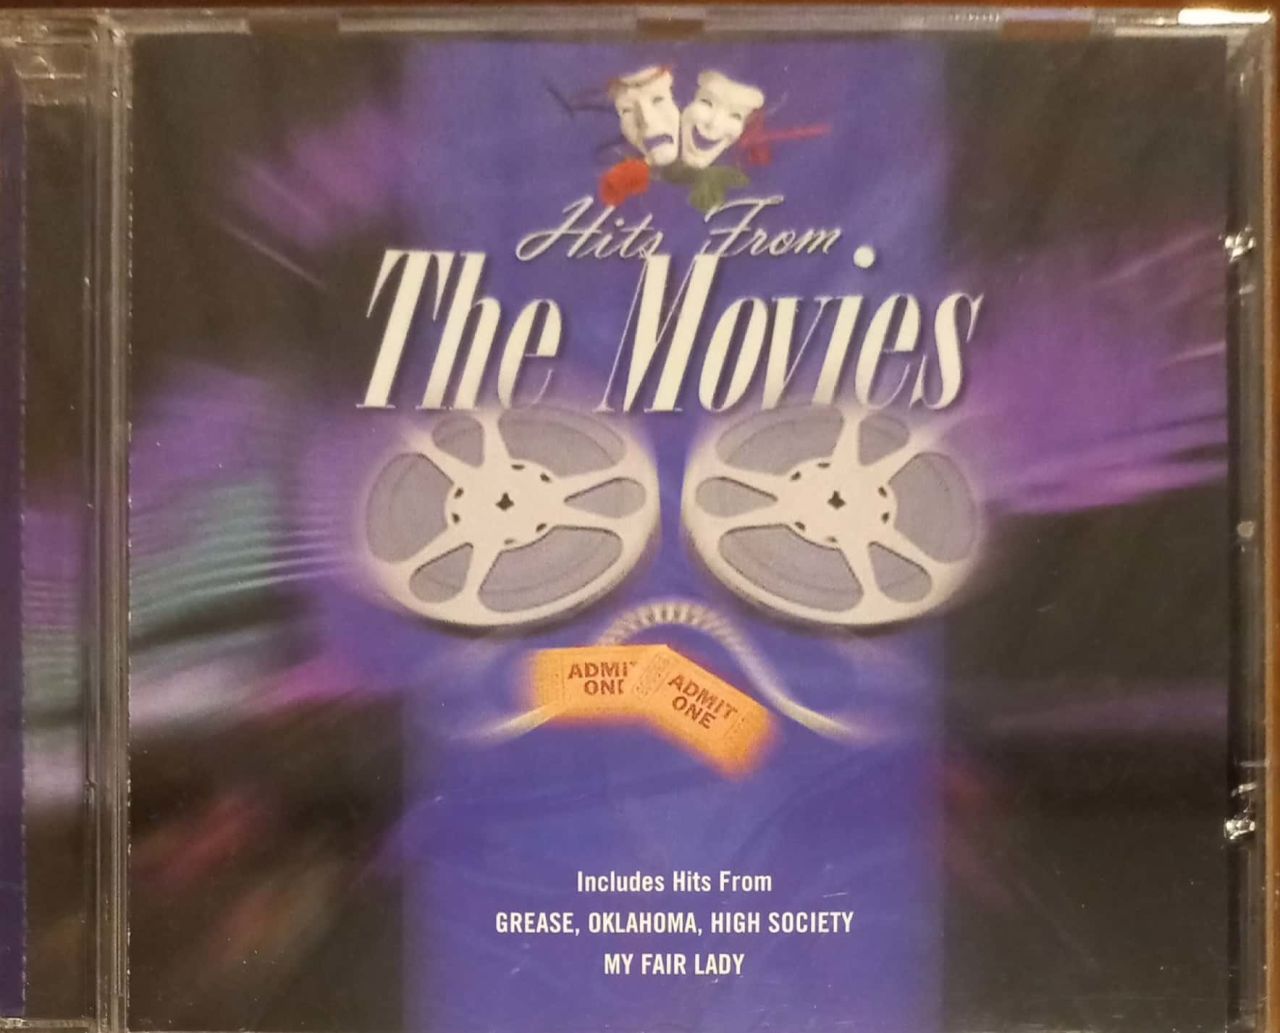 Hits From
The Movies
ADMIT
ONE
ADMIT
ONE
Includes Hits From
GREASE, OKLAHOMA, HIGH SOCIETY
MY FAIR LADY